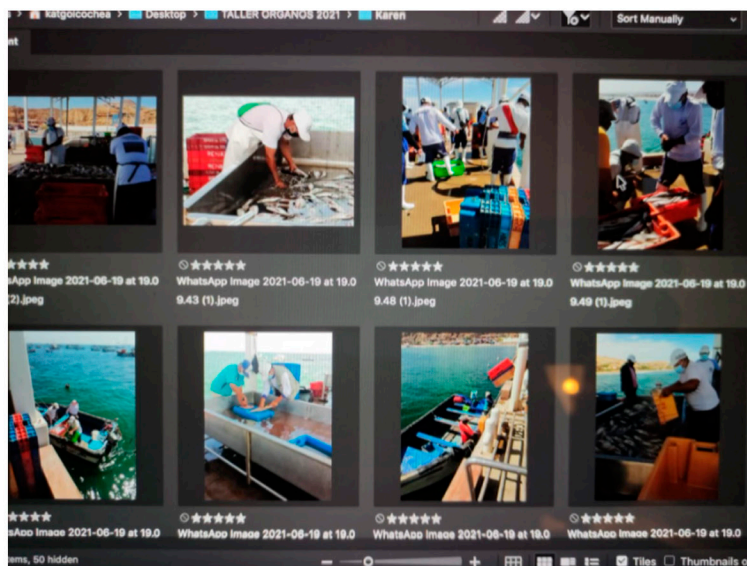 katgoicochea > Desktop > TALLER ORGANOS 2021 > Karen
Sort Manually
nt
sApp Image 2021-06-19 at 19.0
(2).jpeg
WhatsApp Image 2021-06-19 at 19.0
9.43 (1).jpeg
WhatsApp Image 2021-06-19 at 19.0
9.48 (1).jpeg
WhatsApp Image 2021-06-19 at 19.0
9.49 (1).jpeg
sApp Image 2021-06-19 at 19.0
WhatsApp Image 2021-06-19 at 19.0
WhatsApp Image 2021-06-19 at 19.0
WhatsApp Image 2021-06-19 at 19.0
ems, 50 hidden
Tiles
Thumbnails o